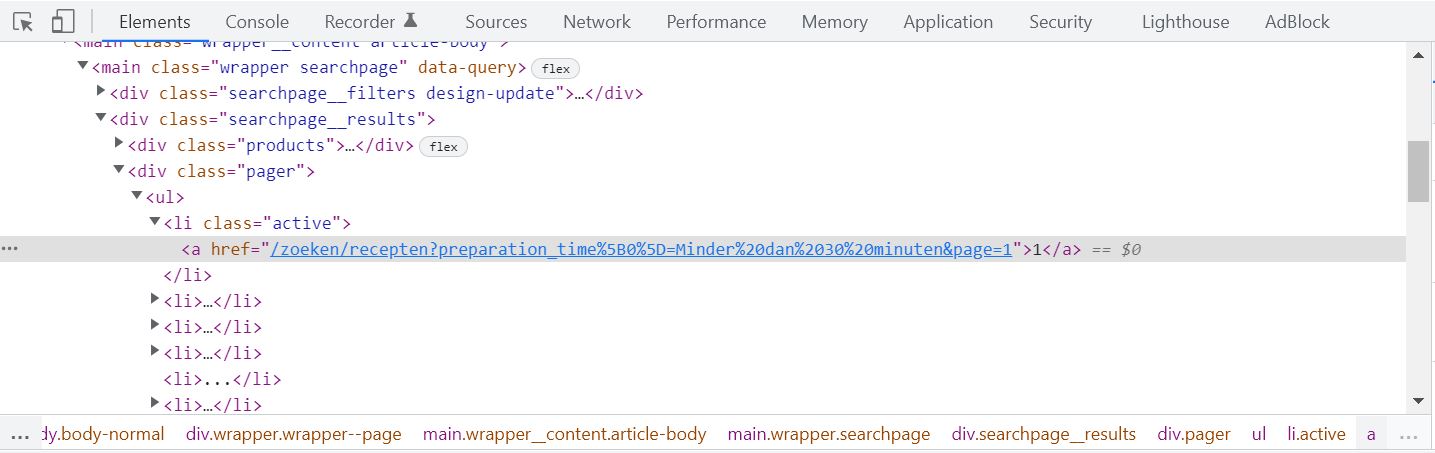 Elements Console Recorder Sources Network Performance Memory Application Security Lighthouse AdBlock
<main class="wrapper__content article-body">
<main class="wrapper searchpage" data-query> flex
<div class="searchpage__filters design-update">…</div>
<div class="searchpage__results">
<div class="products">…</div> flex
<div class="pager">
<ul>
<li class="active">
<a href="/zoeken/recepten?preparation_time%5B0%5D=Minder%20dan%2030%20minuten&page=1">1</a> == $0
</li>
<li>…</li>
<li>…</li>
<li>…</li>
<li>...</li>
<li>…</li>
... dy.body-normal div.wrapper.wrapper--page main.wrapper__content.article-body main.wrapper.searchpage div.searchpage__results div.pager ul li.active a ...